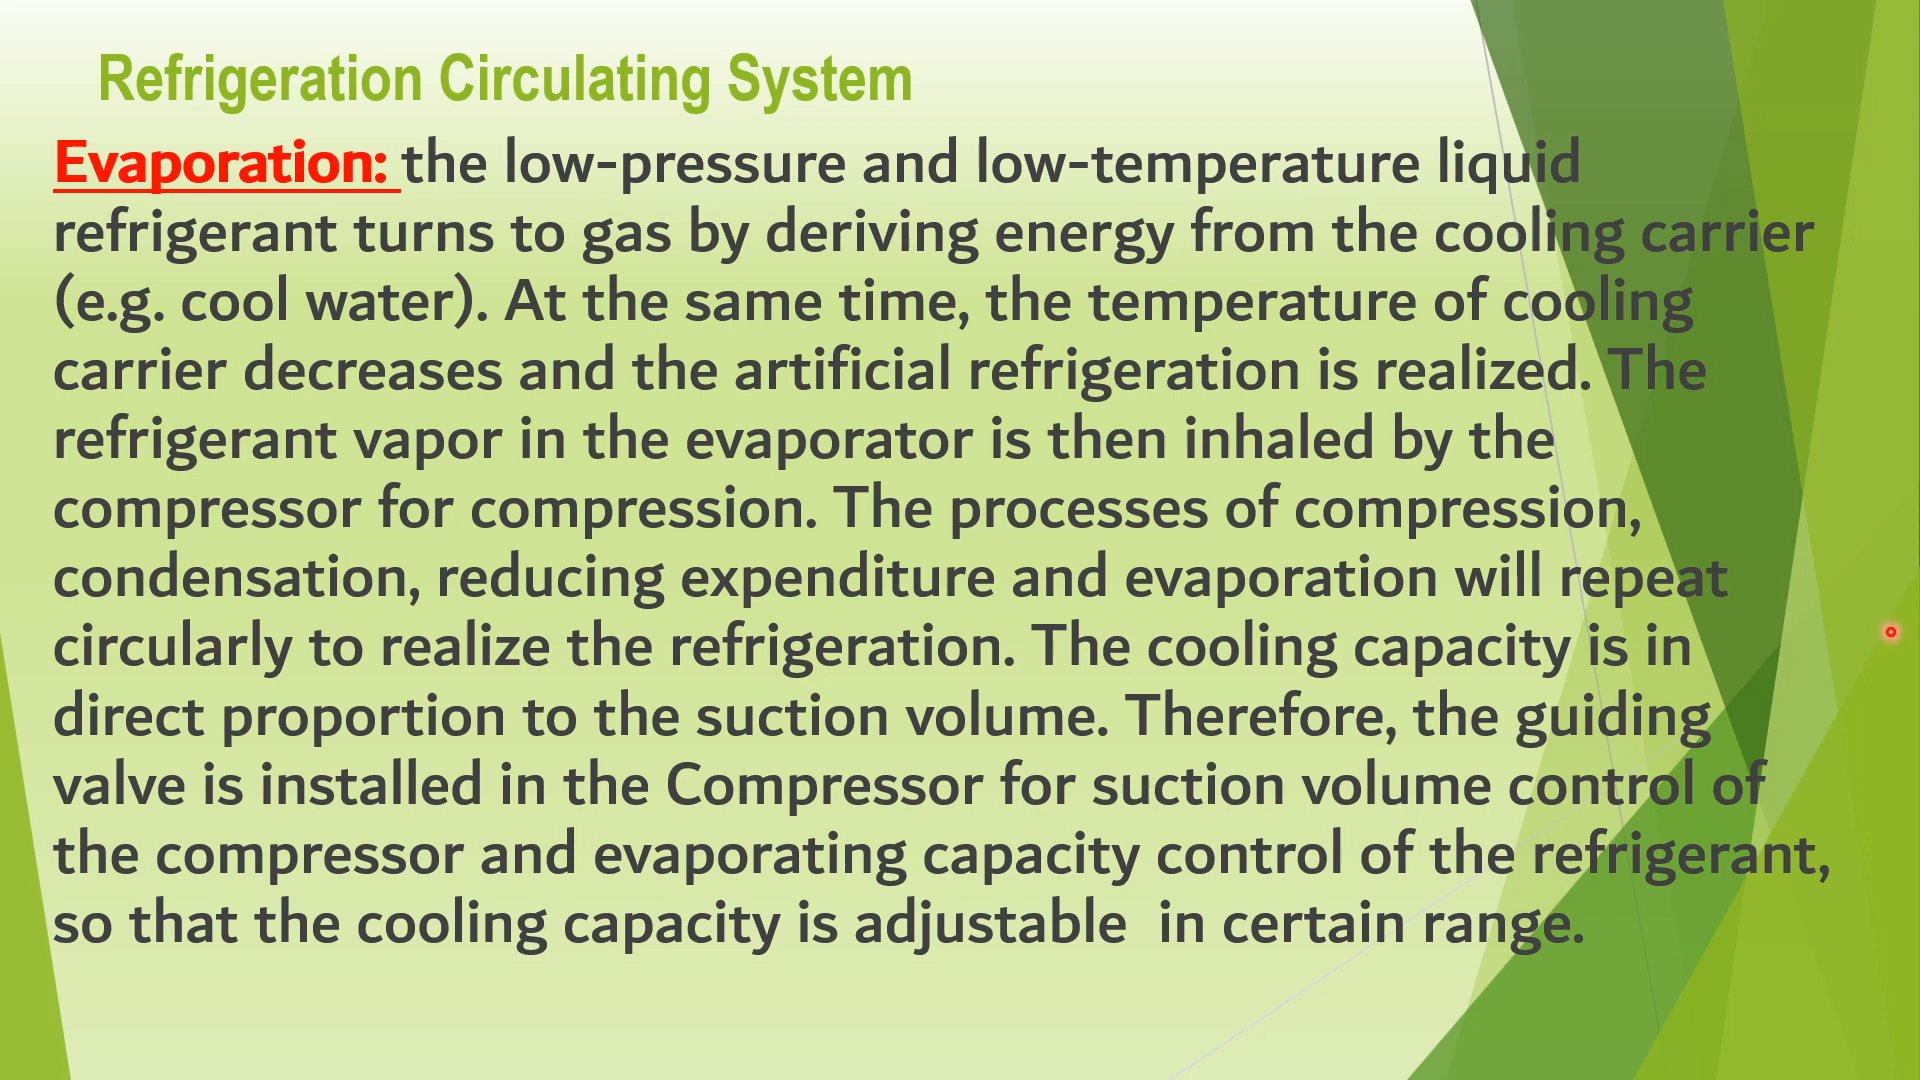 Refrigeration Circulating System
Evaporation: the low-pressure and low-temperature liquid
refrigerant turns to gas by deriving energy from the cooling carrier
(e.g. cool water). At the same time, the temperature of cooling
carrier decreases and the artificial refrigeration is realized. The
refrigerant vapor in the evaporator is then inhaled by the
compressor for compression. The processes of compression,
condensation, reducing expenditure and evaporation will repeat
circularly to realize the refrigeration. The cooling capacity is in
direct proportion to the suction volume. Therefore, the guiding
valve is installed in the Compressor for suction volume control of
the compressor and evaporating capacity control of the refrigerant,
so that the cooling capacity is adjustable  in certain range.